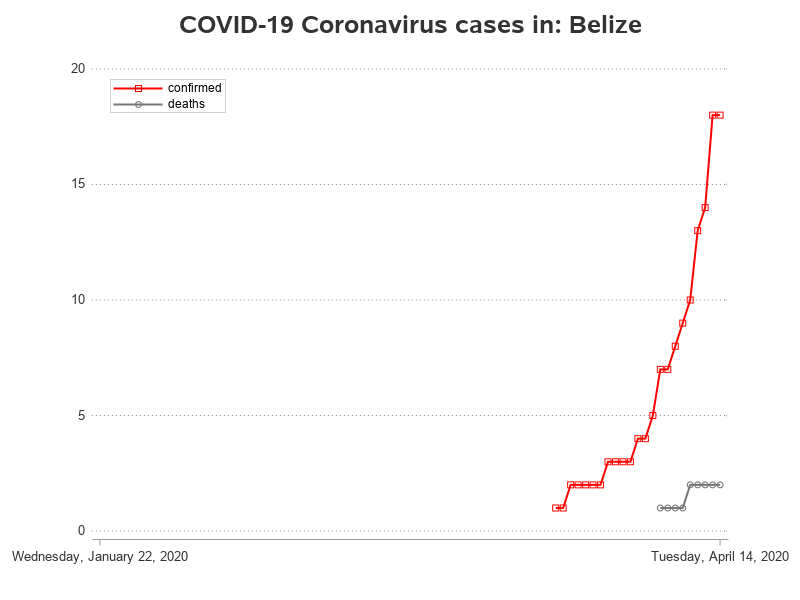 COVID-19 Coronavirus cases in: Belize
20
confirmed
deaths
15
10
5
0
Wednesday, January 22, 2020 Tuesday, April 14, 2020